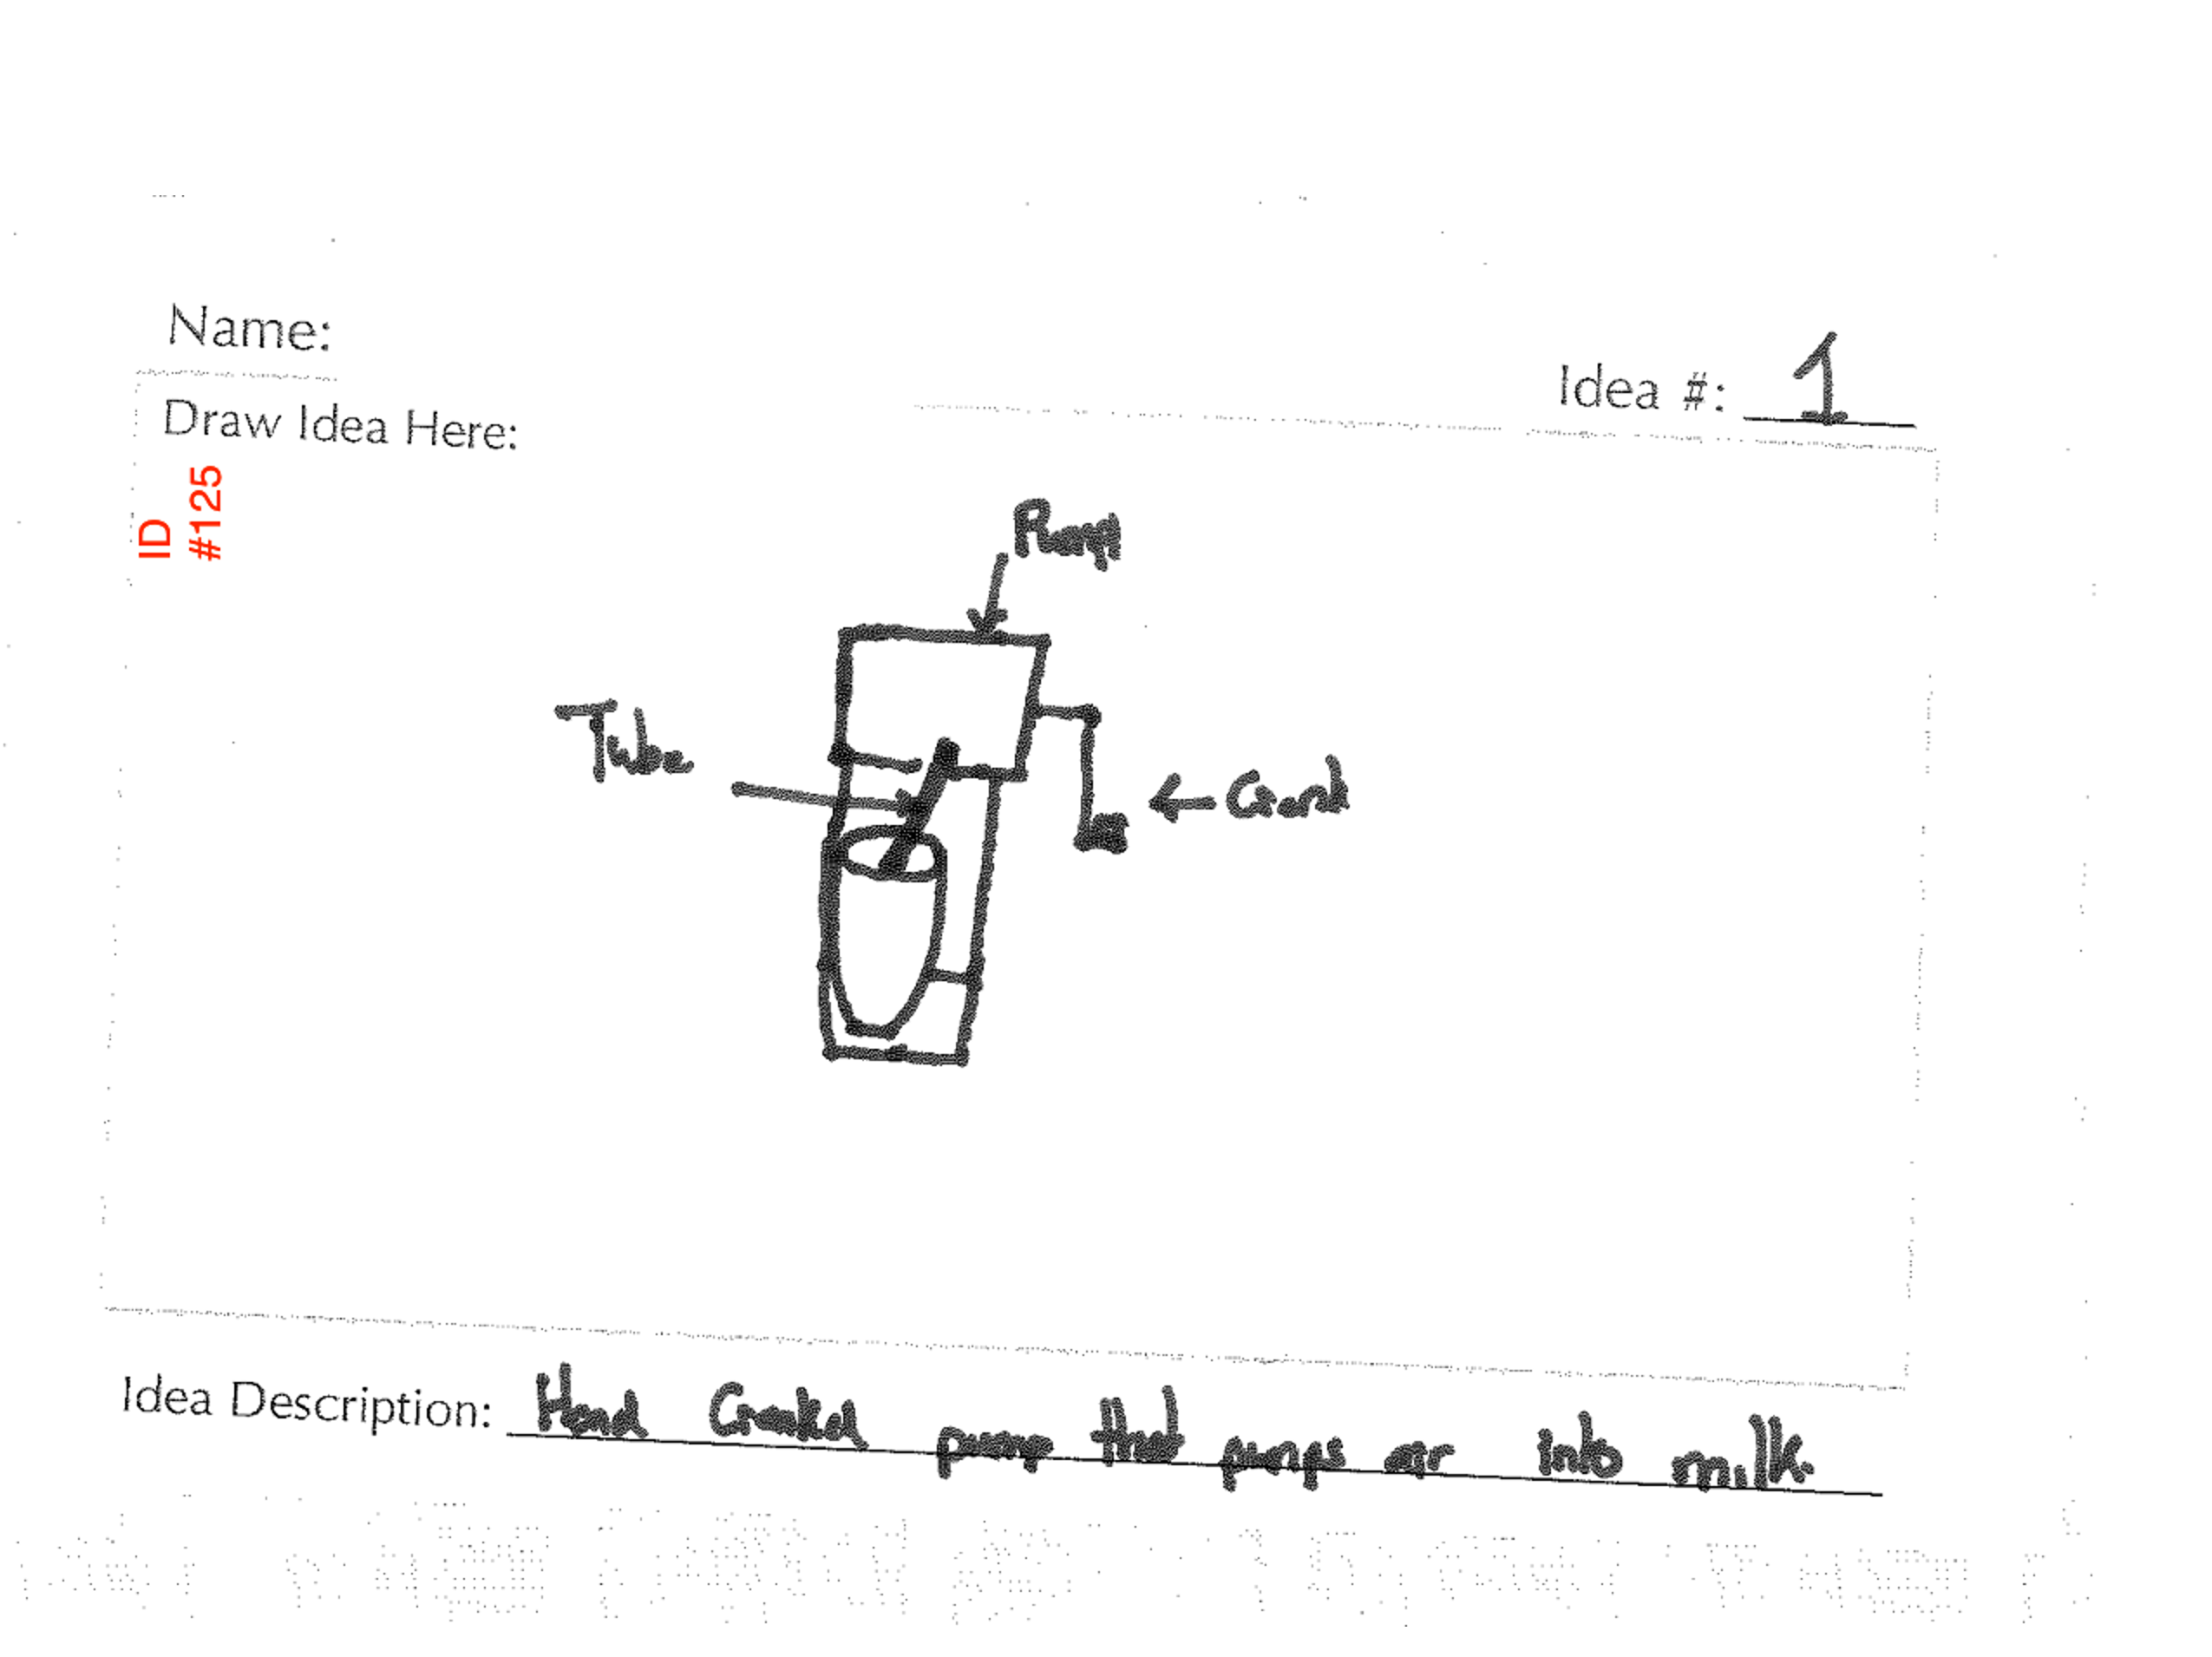 Name:
Idea #: 1
Draw Idea Here:
ID
#125
Pump
Tube
Crank
Idea Description: Hand Cranked pump that pumps air into milk.